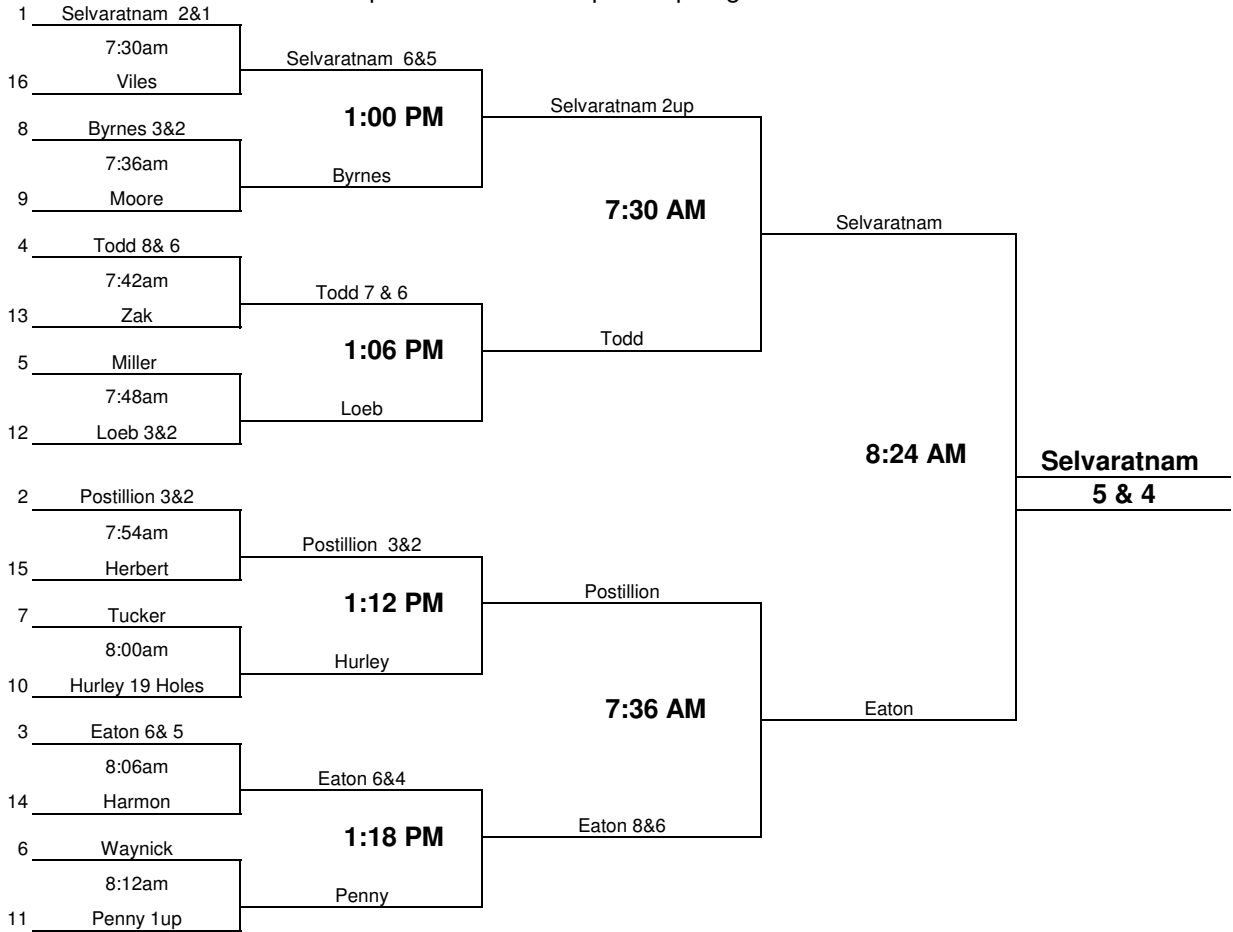 1 Selvaratnam 2&1
7:30am
16 Viles
8 Byrnes 3&2
7:36am
9 Moore
4 Todd 8& 6
7:42am
13 Zak
5 Miller
7:48am
12 Loeb 3&2
2 Postillion 3&2
7:54am
15 Herbert
7 Tucker
8:00am
10 Hurley 19 Holes
3 Eaton 6& 5
8:06am
14 Harmon
6 Waynick
8:12am
11 Penny 1up
Selvaratnam 6&5
1:00 PM
Byrnes
Todd 7 & 6
1:06 PM
Loeb
Postillion 3&2
1:12 PM
Hurley
Eaton 6&4
1:18 PM
Penny
Selvaratnam 2up
7:30 AM
Todd
Postillion
7:36 AM
Eaton 8&6
Selvaratnam
8:24 AM
Eaton
Selvaratnam
5 & 4